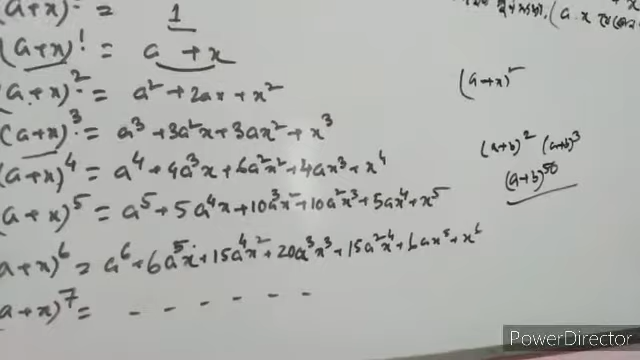 (a+x)⁰ = 1
(a+x)¹ = a + x
(a+x)² = a² + 2ax + x²
(a+x)³ = a³ + 3a²x + 3ax² + x³
(a+x)⁴ = a⁴ + 4a³x + 6a²x² + 4ax³ + x⁴
(a+x)⁵ = a⁵ + 5a⁴x + 10a³x² + 10a²x³ + 5ax⁴ + x⁵
a+x)⁶ = a⁶ + 6a⁵x + 15a⁴x² + 20a³x³ + 15a²x⁴ + 6ax⁵ + x⁶
(a+x)⁷ = - - - - - - -
(a+x)²
(a+b)² (a+b)³
(a+b)⁵⁰
PowerDirector